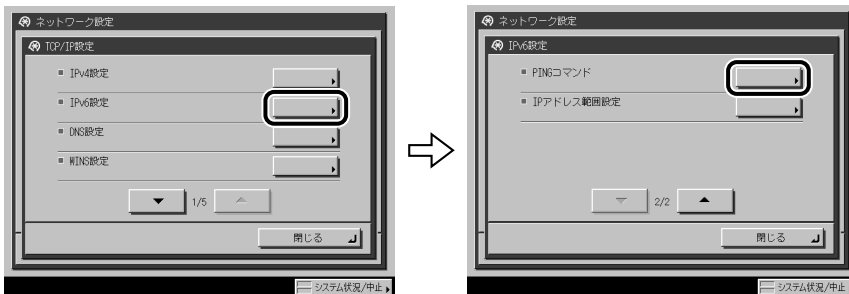 ネットワーク設定
TCP/IP設定
IPv4設定
IPv6設定
DNS設定
WINS設定
1/5
閉じる
システム状況/中止
ネットワーク設定
IPv6設定
PINGコマンド
IPアドレス範囲設定
2/2
閉じる
システム状況/中止